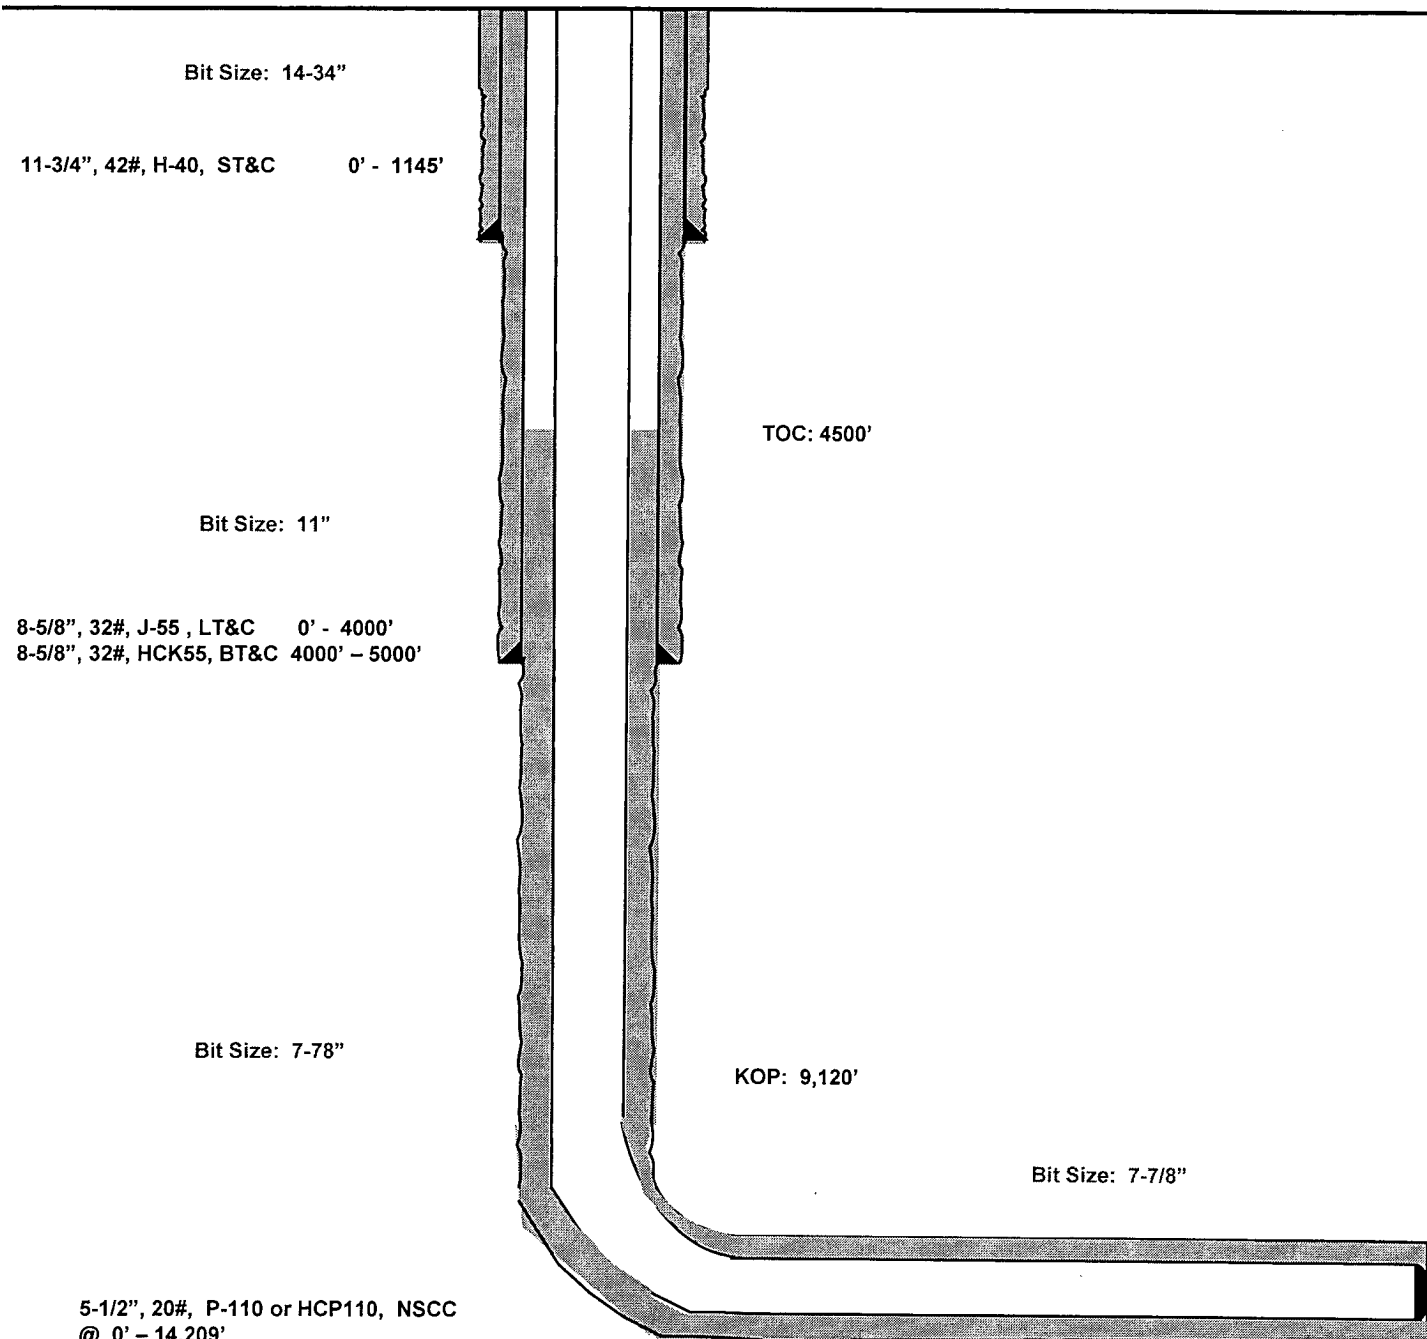 Bit Size: 14-34”
11-3/4”, 42#, H-40, ST&C 0’ - 1145’
TOC: 4500’
Bit Size: 11”
8-5/8”, 32#, J-55 , LT&C 0’ - 4000’
8-5/8”, 32#, HCK55, BT&C 4000’ – 5000’
Bit Size: 7-78”
KOP: 9,120’
Bit Size: 7-7/8”
5-1/2”, 20#, P-110 or HCP110, NSCC
@ 0’ – 14,209’